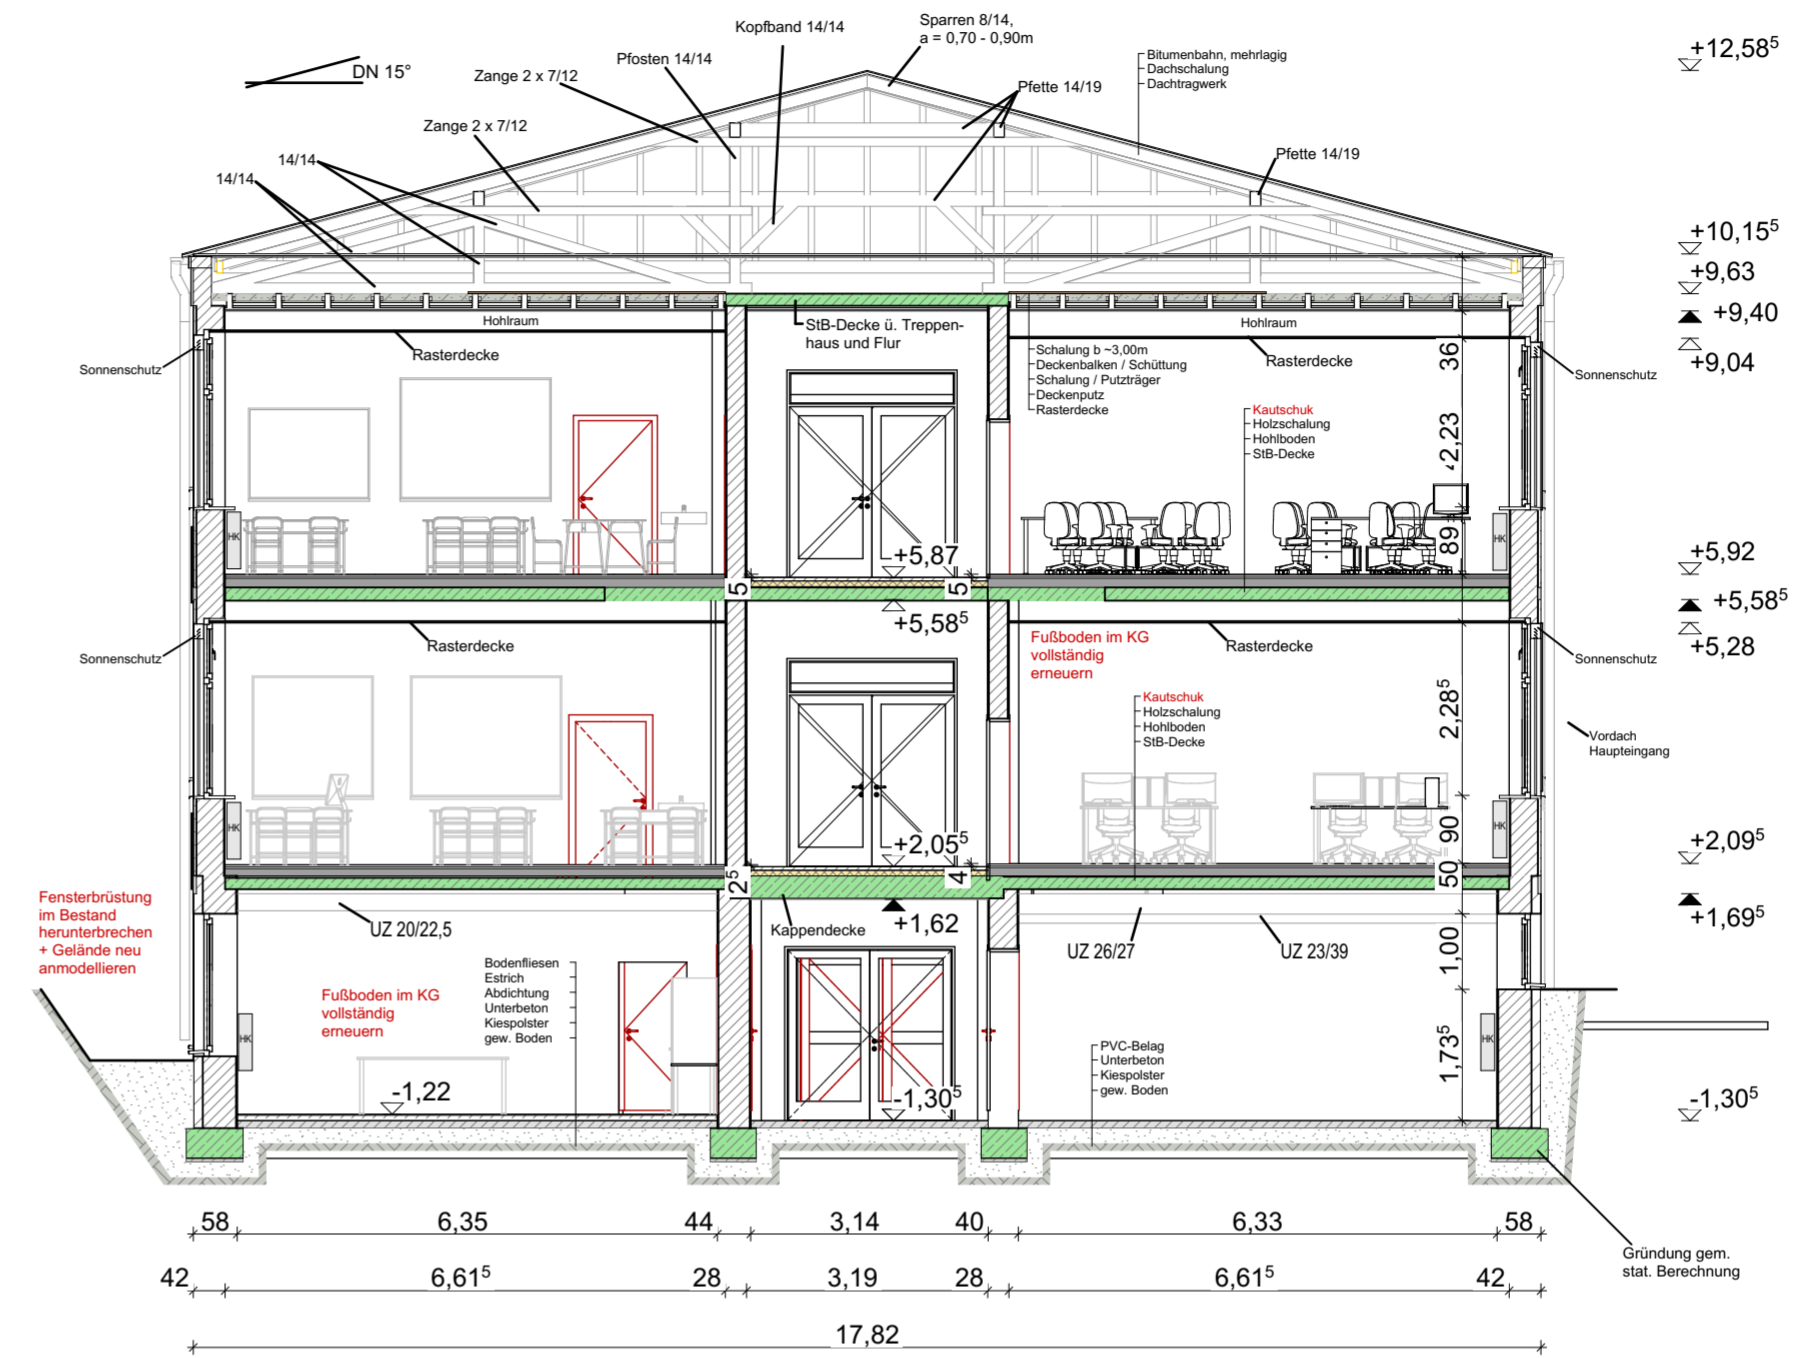 Sparren 8/14,
a = 0,70 - 0,90m
Kopfband 14/14
Pfosten 14/14
Zange 2 x 7/12
DN 15°
Bitumenbahn, mehrlagig
Dachschalung
Dachtragwerk
Pfette 14/19
Zange 2 x 7/12
14/14
14/14
Pfette 14/19
+12,58⁵
+10,15⁵
+9,63
+9,40
+9,04
Hohlraum
Rasterdecke
StB-Decke ü. Treppen-
haus und Flur
Hohlraum
Rasterdecke
Schalung b ~3,00m
Deckenbalken / Schüttung
Schalung / Putzträger
Deckenputz
Rasterdecke
Sonnenschutz
Sonnenschutz
Kautschuk
Holzschalung
Hohlboden
StB-Decke
36
2,23
89
HK
HK
+5,87
5
5
+5,58⁵
+5,92
+5,58⁵
+5,28
Rasterdecke
Fußboden im KG
vollständig
erneuern
Rasterdecke
Sonnenschutz
Sonnenschutz
Kautschuk
Holzschalung
Hohlboden
StB-Decke
2,28⁵
90
50
Vordach
Haupteingang
HK
HK
+2,05⁵
2⁵
4
+2,09⁵
+1,69⁵
+1,62
Kappendecke
Fensterbrüstung
im Bestand
herunterbrechen
+ Gelände neu
anmodellieren
UZ 20/22,5
UZ 26/27
UZ 23/39
Bodenfliesen
Estrich
Abdichtung
Unterbeton
Kiespolster
gew. Boden
Fußboden im KG
vollständig
erneuern
1,00
1,73⁵
HK
HK
PVC-Belag
Unterbeton
Kiespolster
gew. Boden
-1,22
-1,30⁵
-1,30⁵
58
6,35
44
3,14
40
6,33
58
42
6,61⁵
28
3,19
28
6,61⁵
42
17,82
Gründung gem.
stat. Berechnung